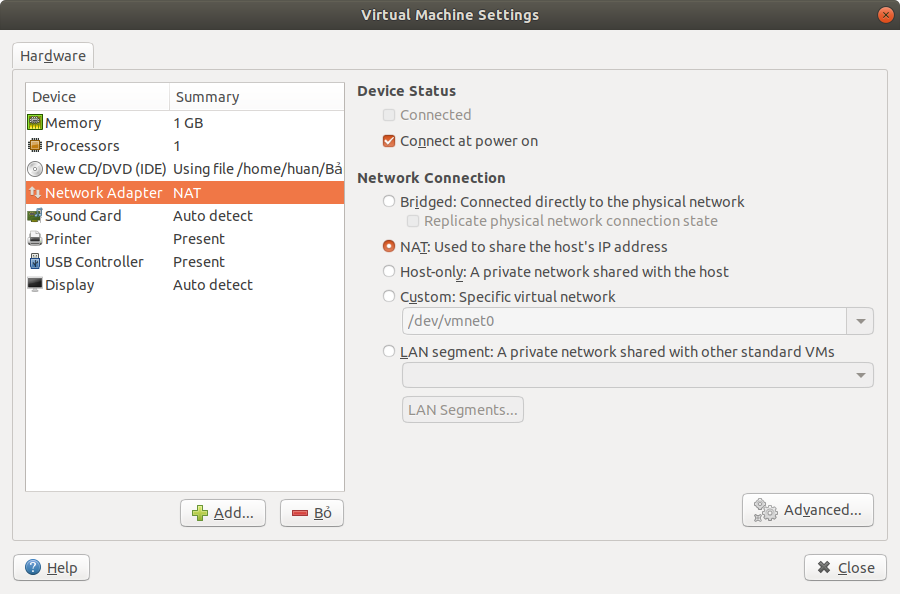 Virtual Machine Settings
Hardware
Device Summary
Memory 1 GB
Processors 1
New CD/DVD (IDE) Using file /home/huan/Bả
Network Adapter NAT
Sound Card Auto detect
Printer Present
USB Controller Present
Display Auto detect
Add...
Bỏ
Device Status
Connected
Connect at power on
Network Connection
Bridged: Connected directly to the physical network
Replicate physical network connection state
NAT: Used to share the host's IP address
Host-only: A private network shared with the host
Custom: Specific virtual network
/dev/vmnet0
LAN segment: A private network shared with other standard VMs
LAN Segments...
Advanced...
Help
Close